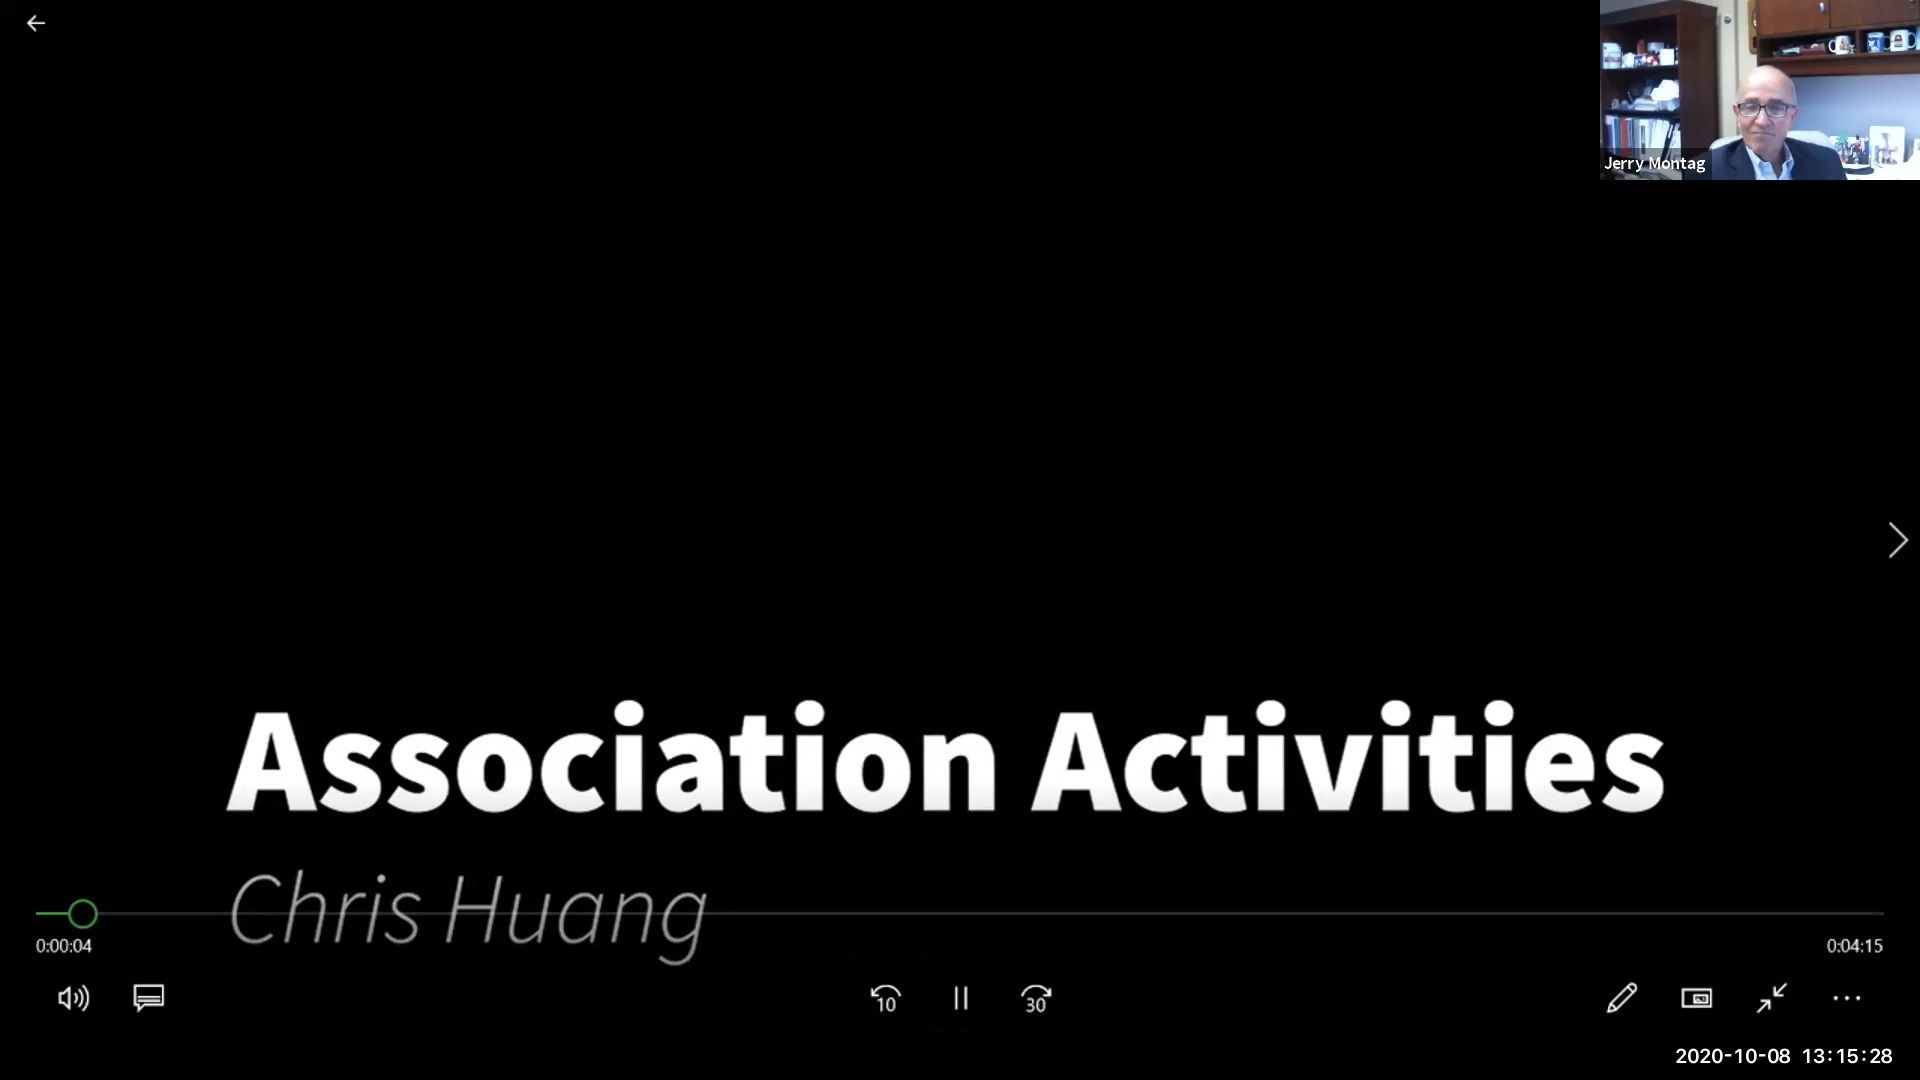 Jerry Montag
Association Activities
Chris Huang
0:00:04
0:04:15
10
30
2020-10-08 13:15:28